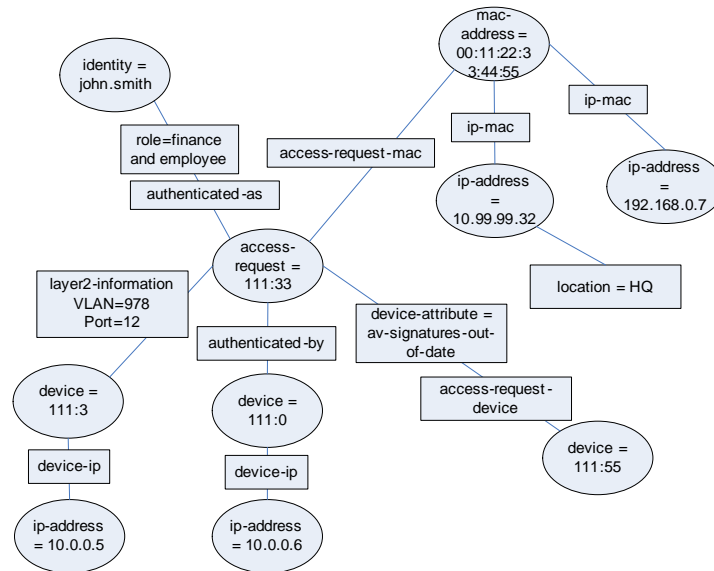 mac-
address =
00:11:22:3
3:44:55
identity =
john.smith
ip-mac
ip-mac
role=finance
and employee
access-request-mac
authenticated-as
ip-address
=
10.99.99.32
ip-address
=
192.168.0.7
access-
request =
111:33
layer2-information
VLAN=978
Port=12
location = HQ
device-attribute =
av-signatures-out-
of-date
authenticated-by
access-request-
device
device =
111:3
device =
111:0
device =
111:55
device-ip
device-ip
ip-address
= 10.0.0.5
ip-address
= 10.0.0.6